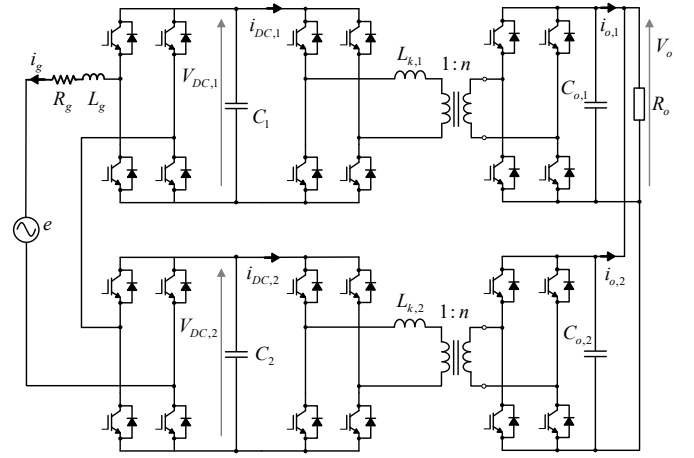 i_g
R_g
L_g
V_{DC,1}
i_{DC,1}
C_1
L_{k,1}
1:n
C_{o,1}
i_{o,1}
V_o
R_o
e
V_{DC,2}
i_{DC,2}
C_2
L_{k,2}
1:n
C_{o,2}
i_{o,2}